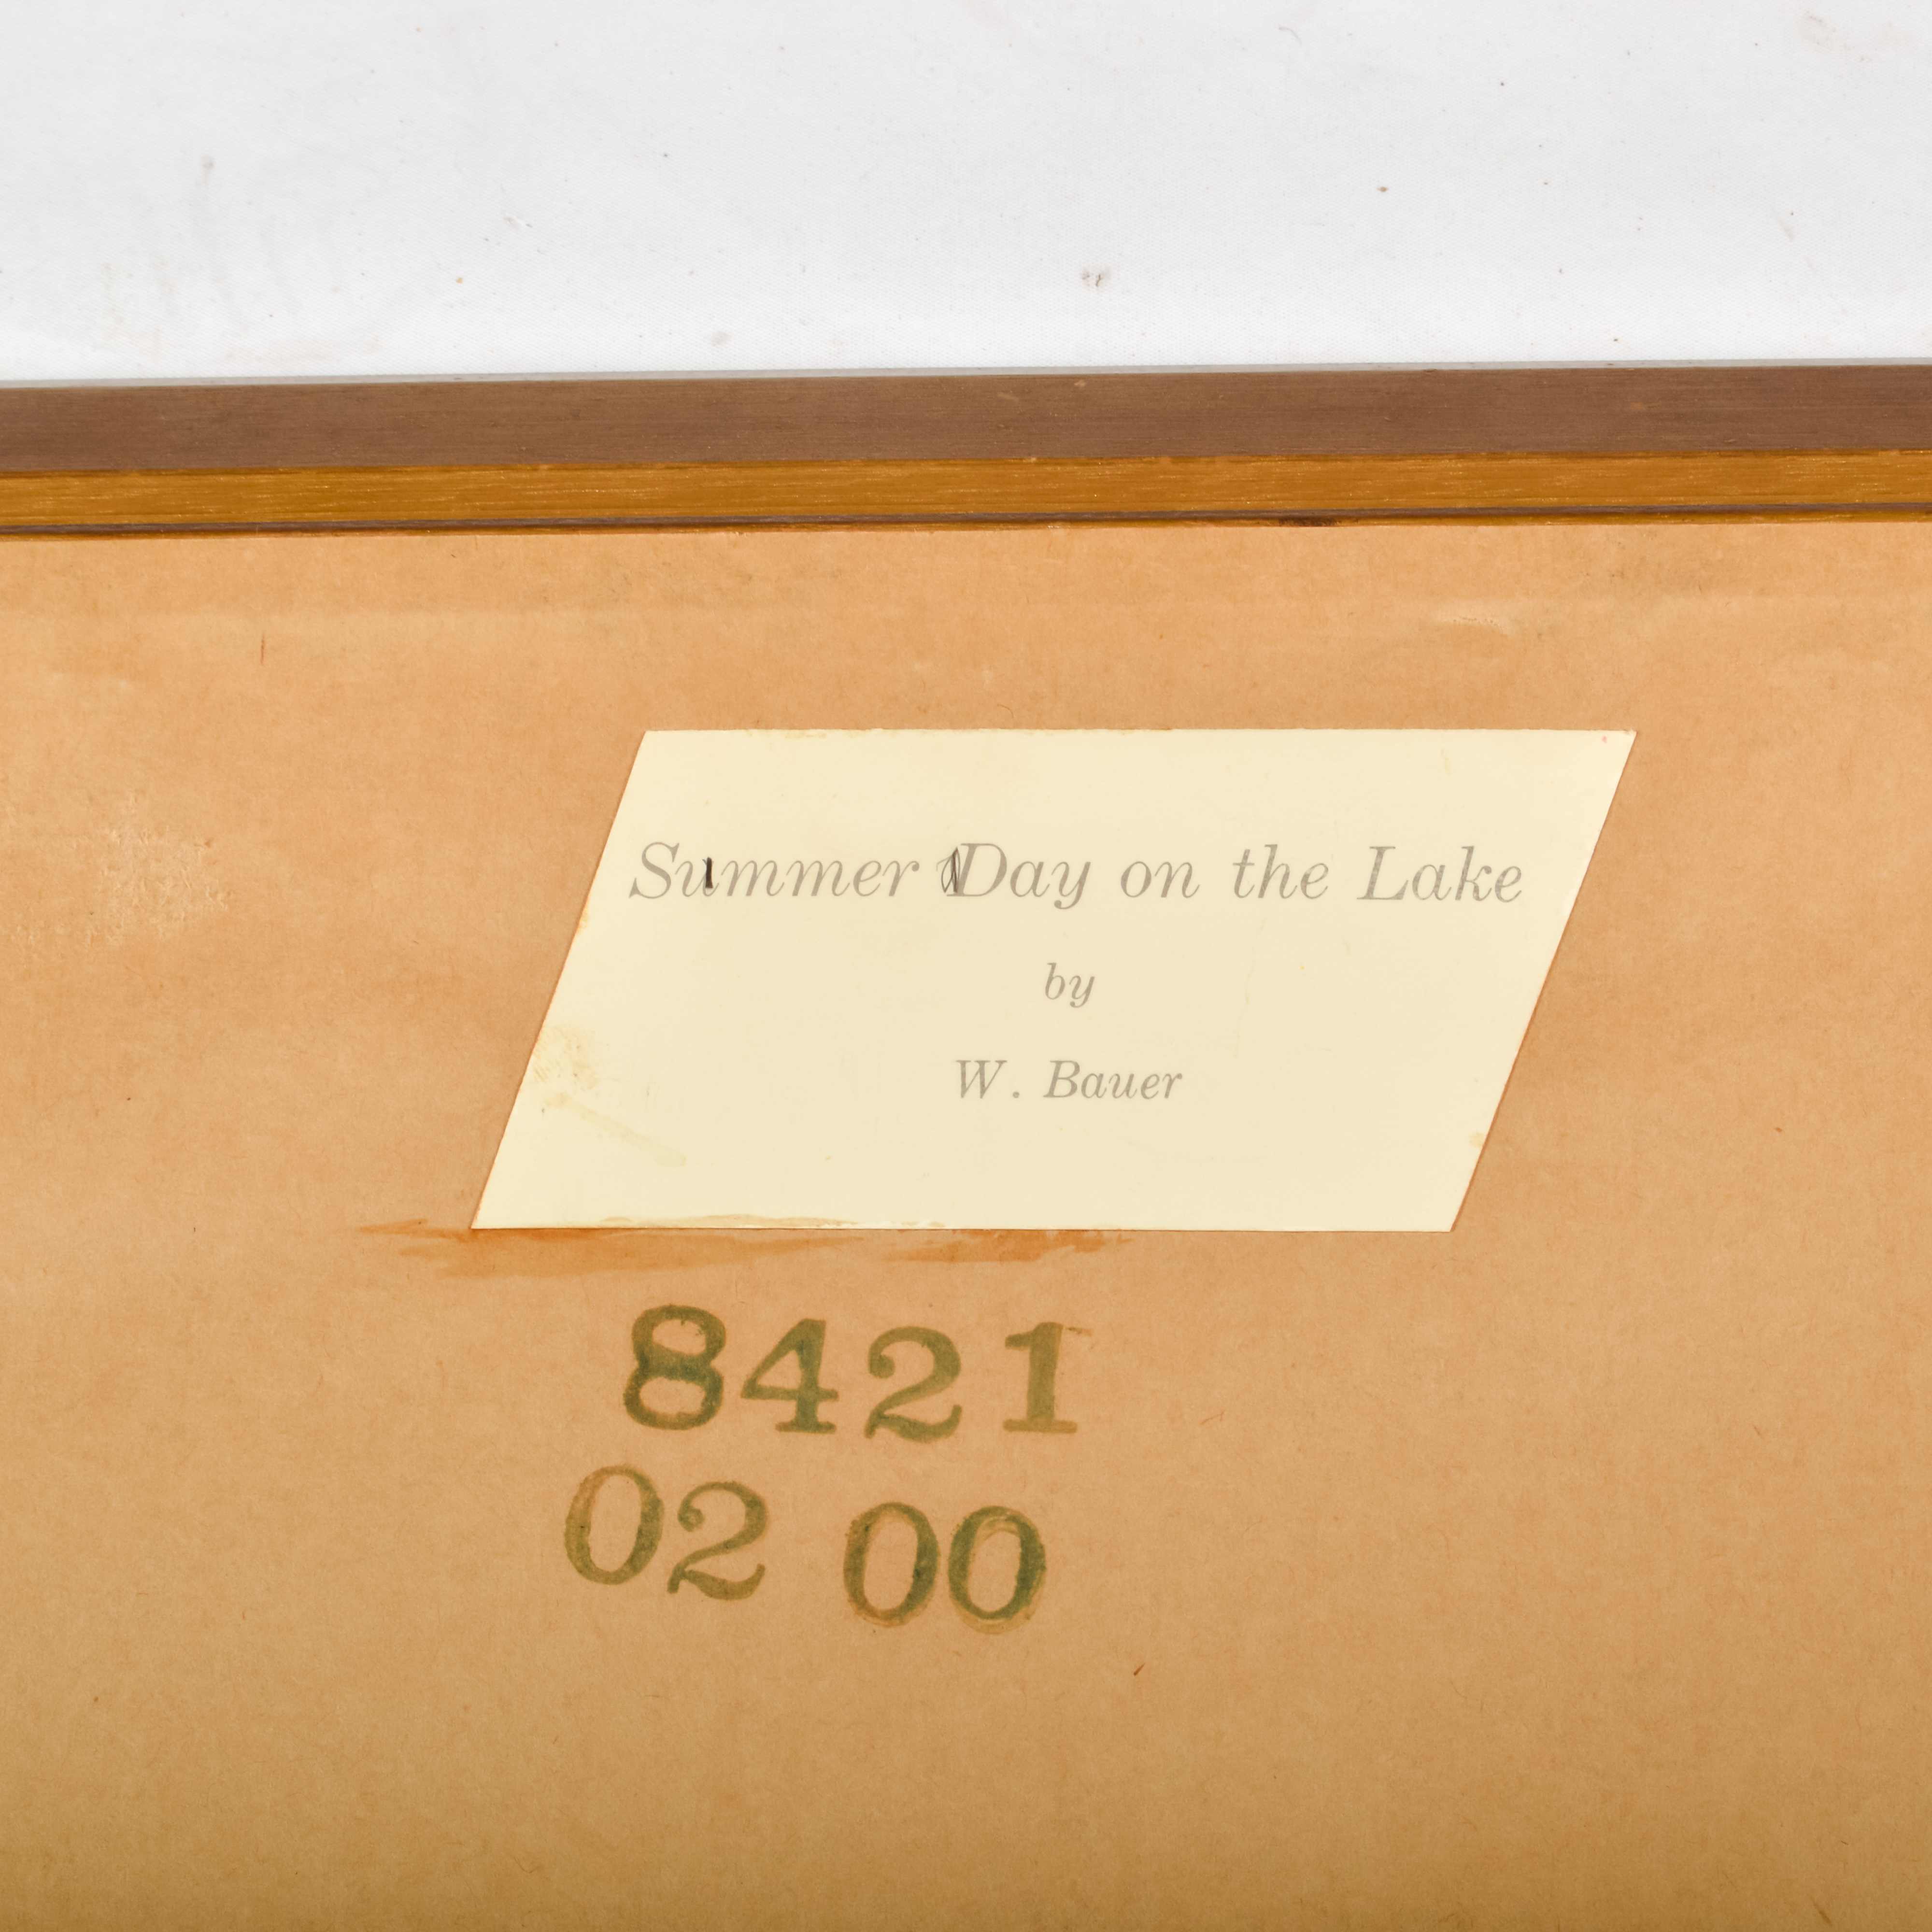 Summer Day on the Lake
by
W. Bauer
8421
02 00